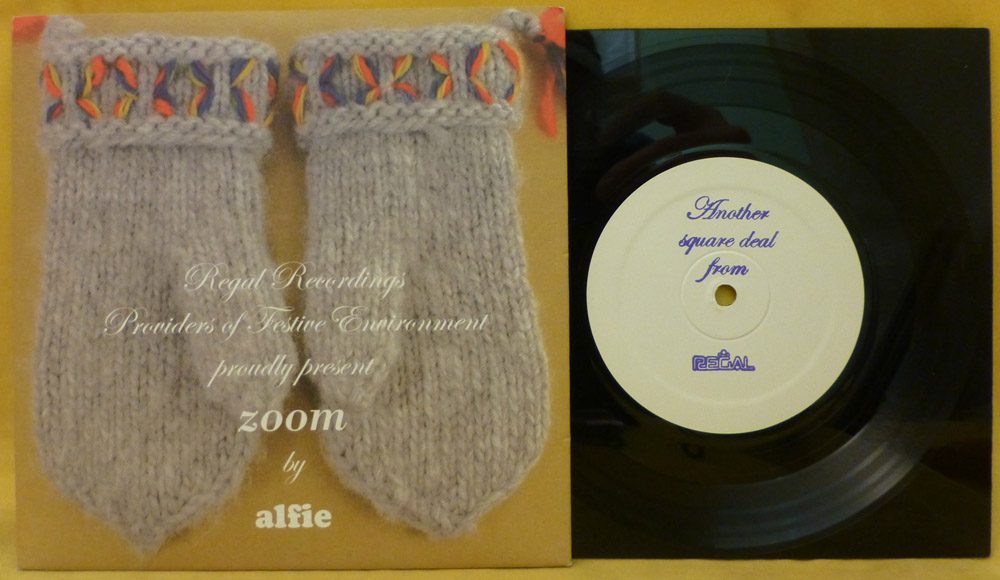 Regal Recordings
Providers of Festive Environment
proudly present
zoom
by
alfie
Another
square deal
from
REGAL